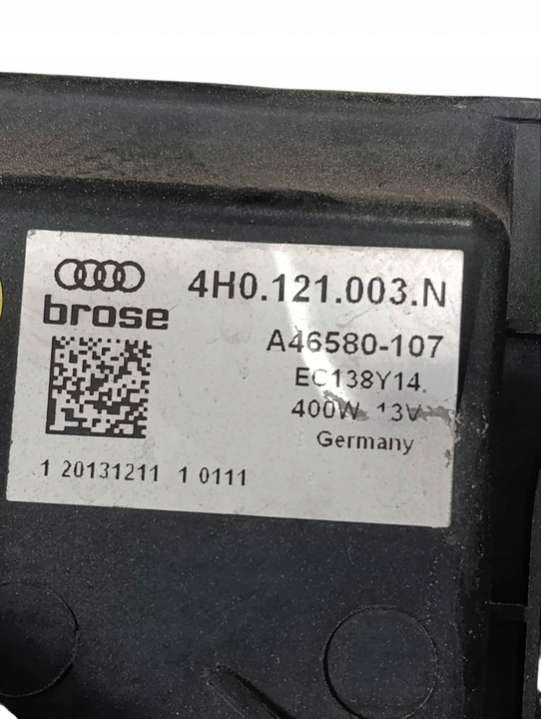 4H0.121.003.N
brose
A46580-107
EC138Y14.
400W 13V
Germany
1 20131211 1 0111